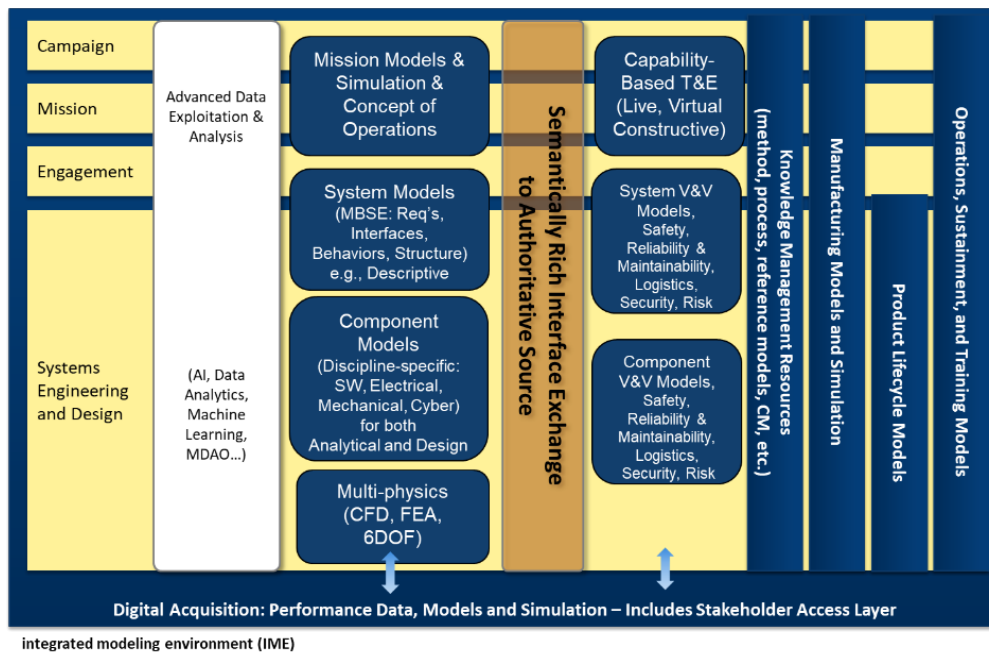 Campaign
Mission
Engagement
Systems
Engineering
and Design
Advanced Data
Exploitation &
Analysis
(AI, Data
Analytics,
Machine
Learning,
MDAO...)
Mission Models &
Simulation &
Concept of
Operations
System Models
(MBSE: Req's,
Interfaces,
Behaviors, Structure)
e.g., Descriptive
Component
Models
(Discipline-specific:
SW, Electrical,
Mechanical, Cyber)
for both
Analytical and Design
Multi-physics
(CFD, FEA,
6DOF)
Semantically Rich Interface Exchange
to Authoritative Source
Capability-
Based T&E
(Live, Virtual
Constructive)
System V&V
Models,
Safety,
Reliability &
Maintainability,
Logistics,
Security, Risk
Component
V&V Models,
Safety,
Reliability &
Maintainability,
Logistics,
Security, Risk
Knowledge Management Resources
(method, process, reference models, CM, etc.)
Manufacturing Models and Simulation
Product Lifecycle Models
Operations, Sustainment, and Training Models
Digital Acquisition: Performance Data, Models and Simulation – Includes Stakeholder Access Layer
integrated modeling environment (IME)